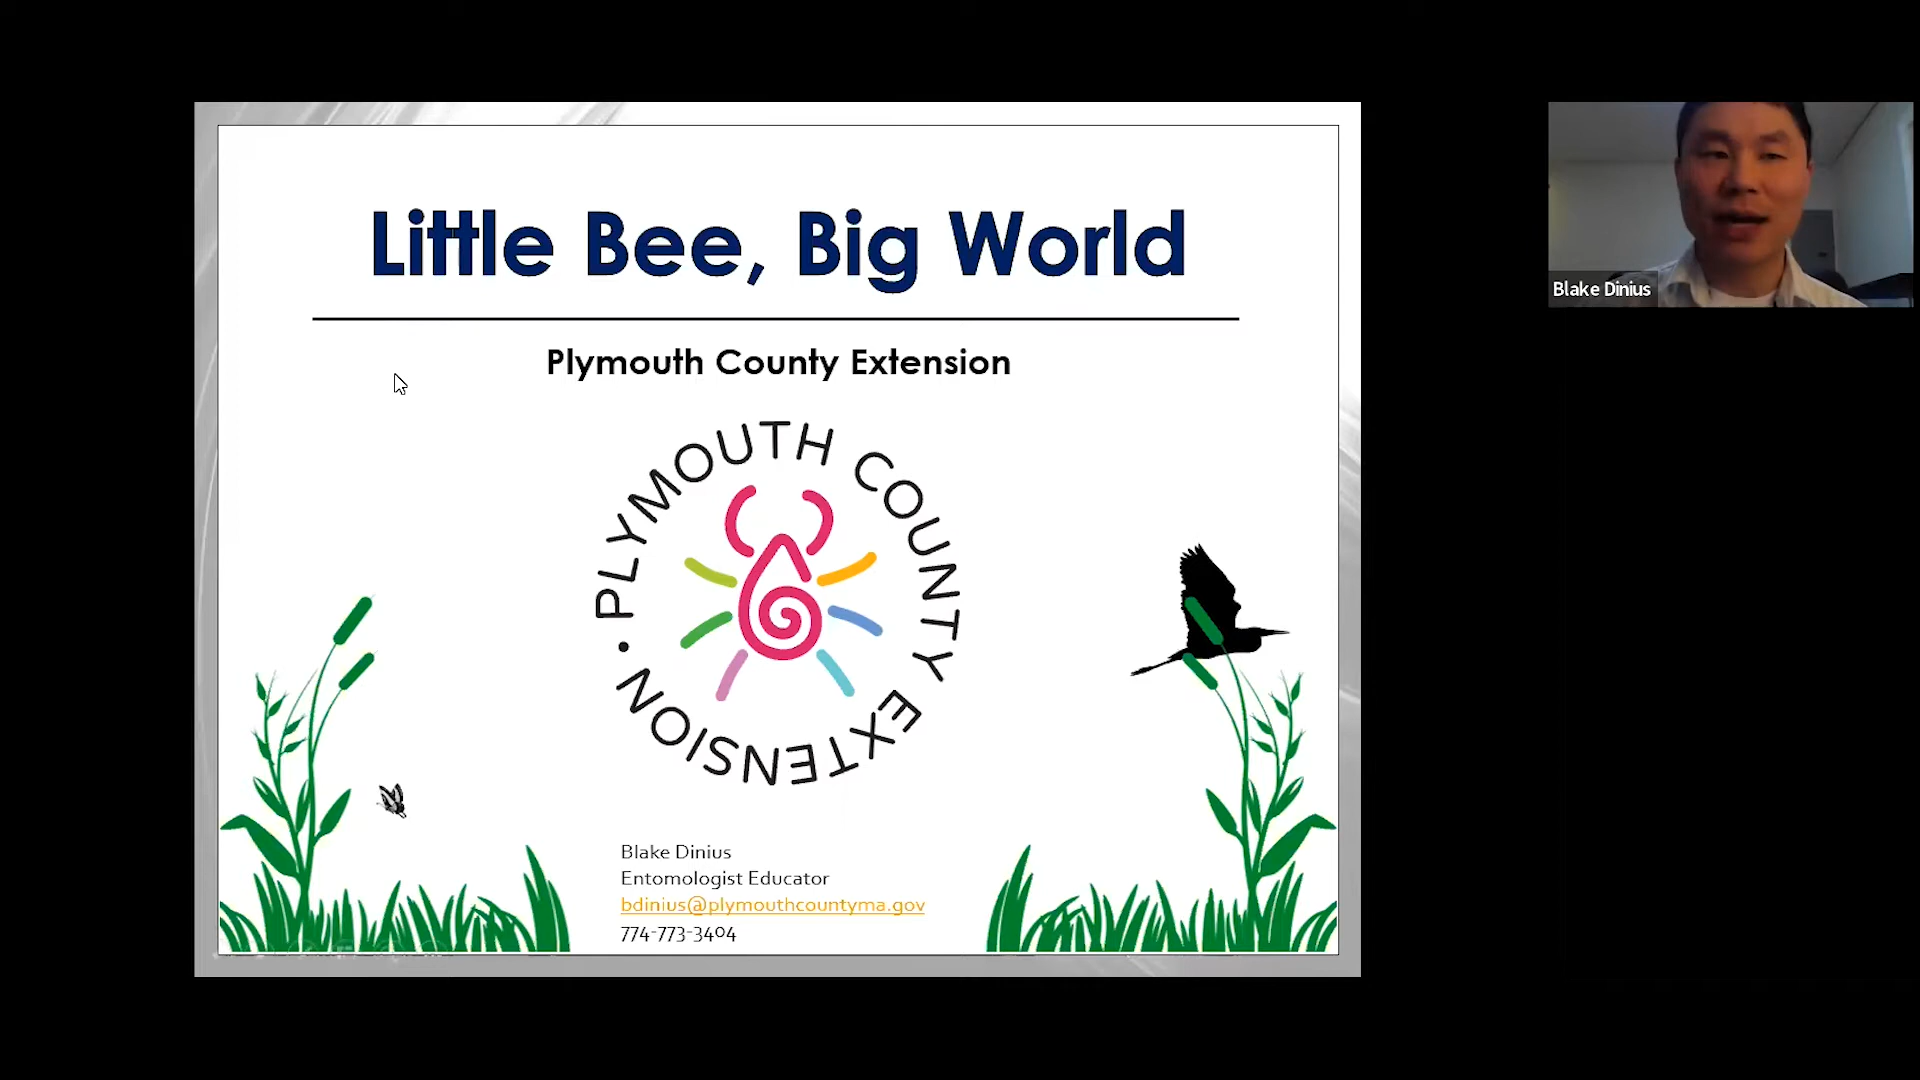 Little Bee, Big World
Plymouth County Extension
PLYMOUTH COUNTY EXTENSION •
Blake Dinius
Entomologist Educator
bdinius@plymouthcountyma.gov
774-773-3404
Blake Dinius